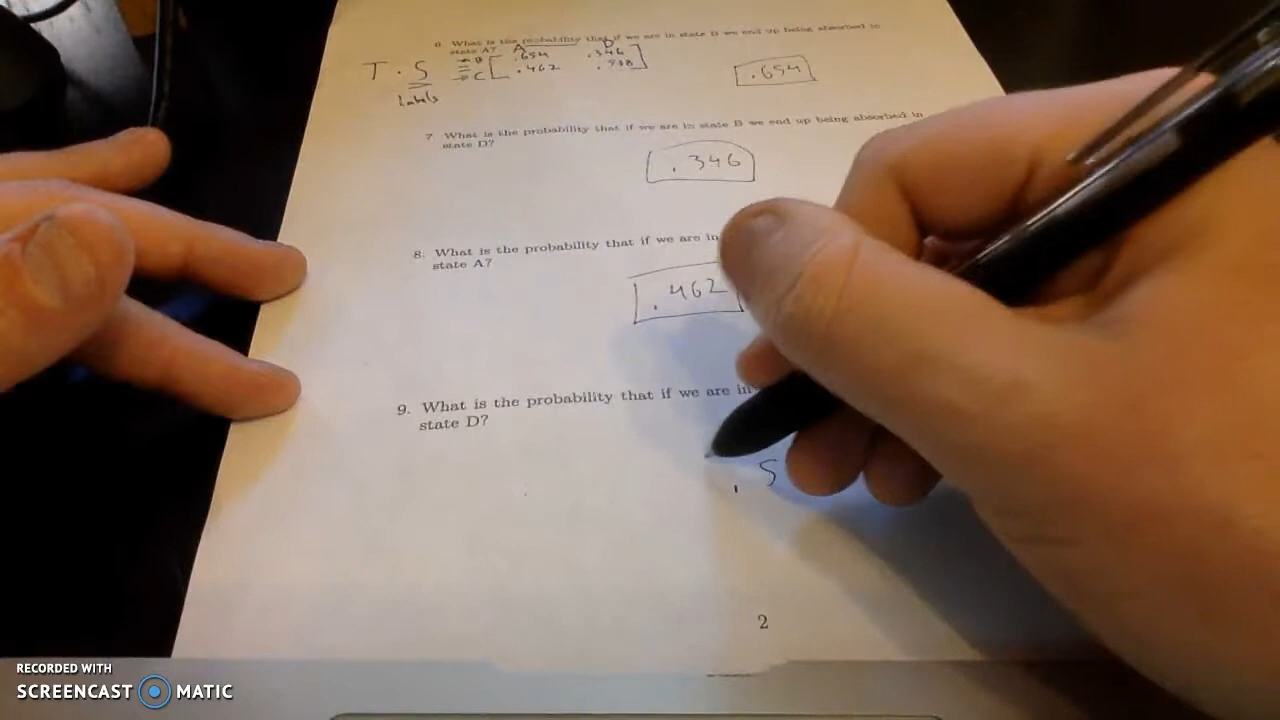 6. What is the probability that if we are in state B we end up being absorbed in
state A? A D
T · S B [ .654 .346 ]
C .462
Labels
.654
7 What is the probability that if we are in state B we end up being absorbed in
state D?
.346
8. What is the probability that if we are in
state A?
.462
9. What is the probability that if we are in
state D?
. 5
2
RECORDED WITH
SCREENCAST MATIC